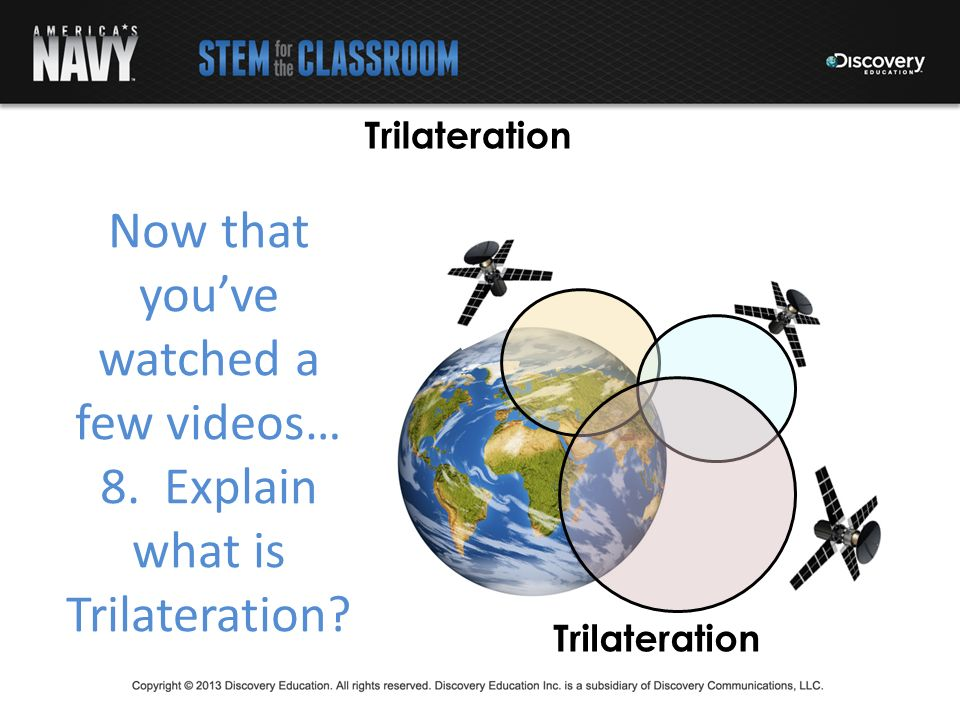 AMERICA'S
NAVY
STEM for the CLASSROOM
Discovery
EDUCATION
Trilateration
Now that
you’ve
watched a
few videos…
8. Explain
what is
Trilateration?
Trilateration
Copyright © 2013 Discovery Education. All rights reserved. Discovery Education Inc. is a subsidiary of Discovery Communications, LLC.